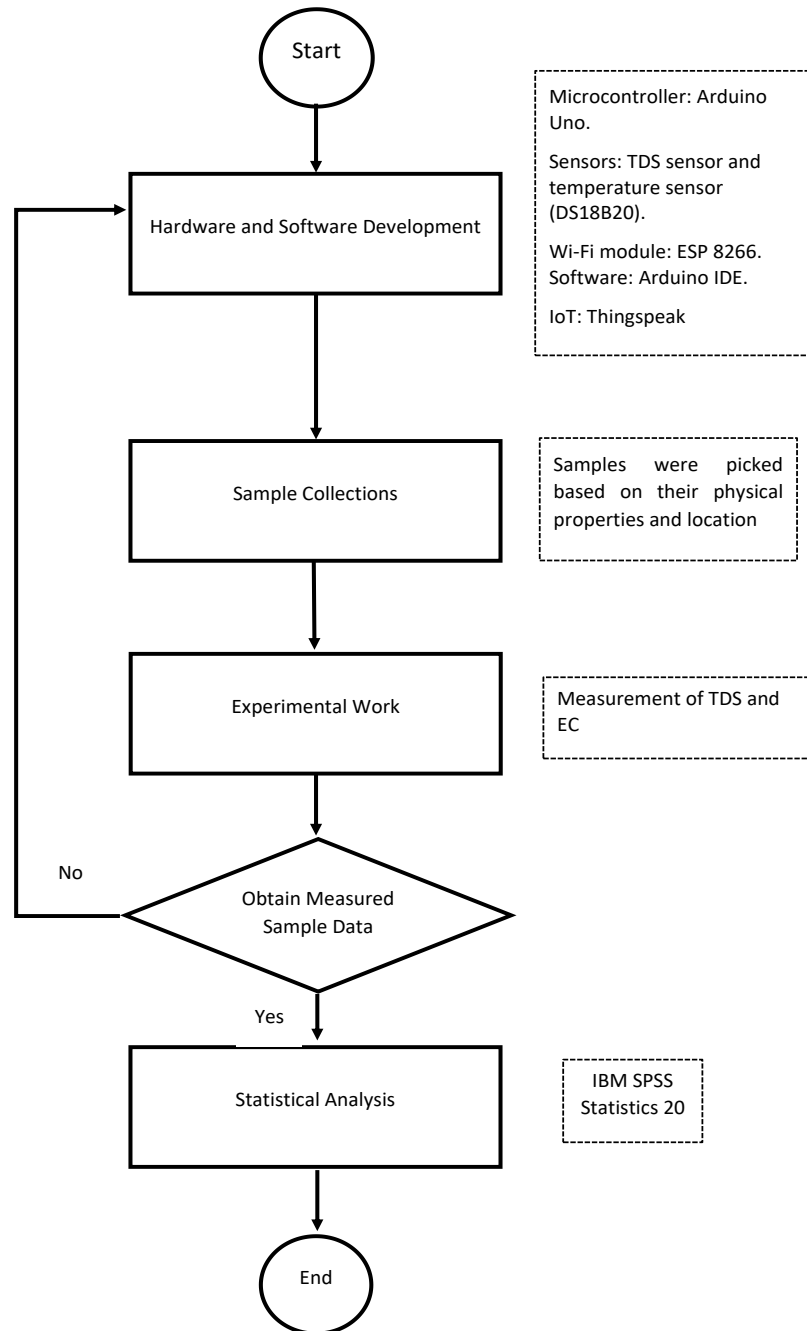 Start
Microcontroller: Arduino
Uno.
Sensors: TDS sensor and
temperature sensor
(DS18B20).
Wi-Fi module: ESP 8266.
Software: Arduino IDE.
IoT: Thingspeak
Hardware and Software Development
Sample Collections
Samples were picked
based on their physical
properties and location
Experimental Work
Measurement of TDS and
EC
No
Obtain Measured
Sample Data
Yes
Statistical Analysis
IBM SPSS
Statistics 20
End